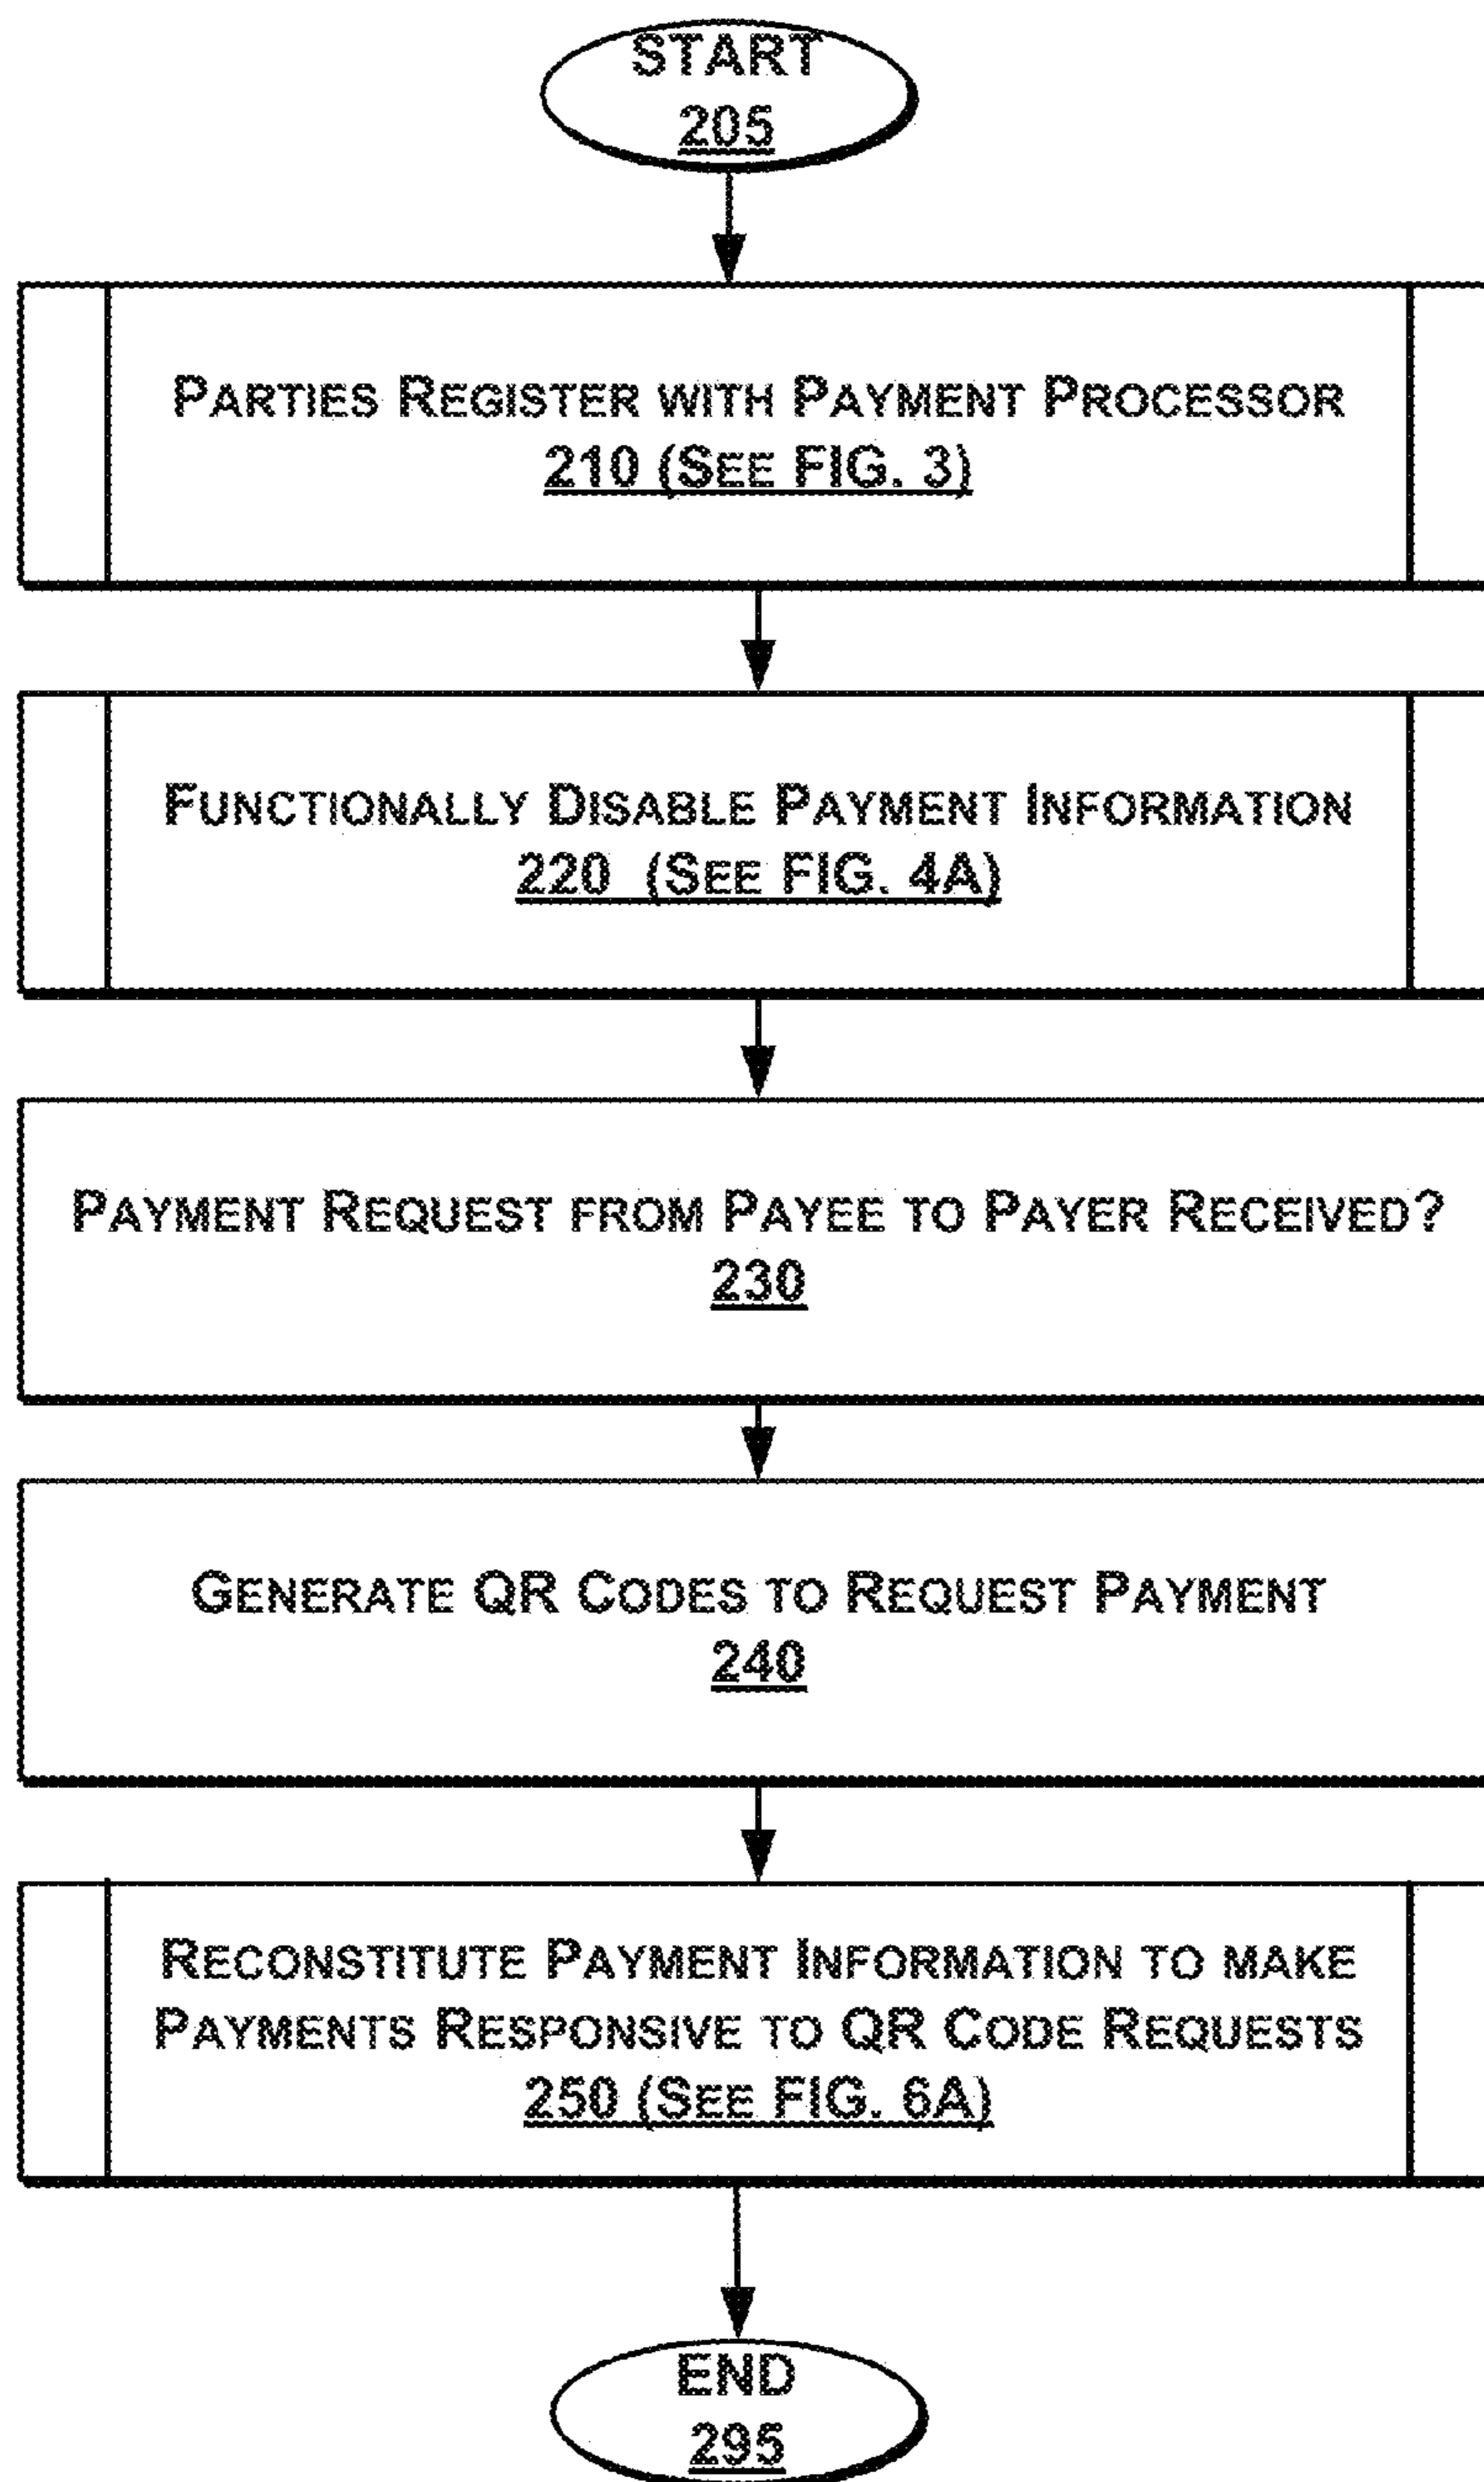 START
205
PARTIES REGISTER WITH PAYMENT PROCESSOR
210 (SEE FIG. 3)
FUNCTIONALLY DISABLE PAYMENT INFORMATION
220 (SEE FIG. 4A)
PAYMENT REQUEST FROM PAYEE TO PAYER RECEIVED?
230
GENERATE QR CODES TO REQUEST PAYMENT
240
RECONSTITUTE PAYMENT INFORMATION TO MAKE
PAYMENTS RESPONSIVE TO QR CODE REQUESTS
250 (SEE FIG. 6A)
END
295